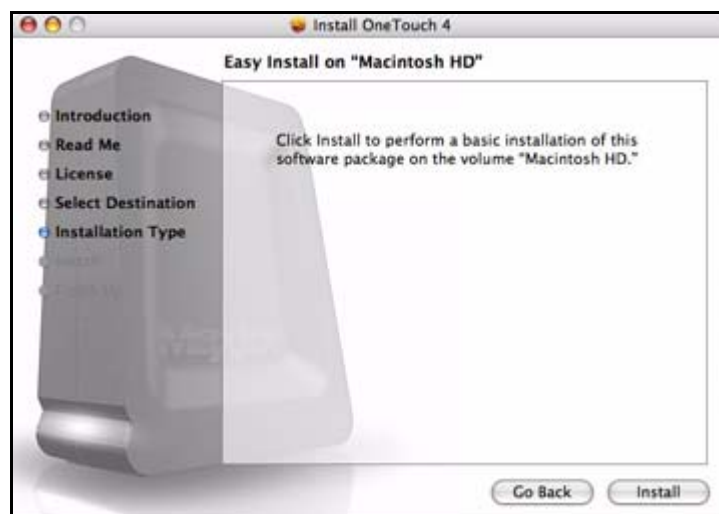 Install OneTouch 4
Easy Install on "Macintosh HD"
Introduction
Read Me
License
Select Destination
Installation Type
Click Install to perform a basic installation of this
software package on the volume "Macintosh HD."
Go Back
Install